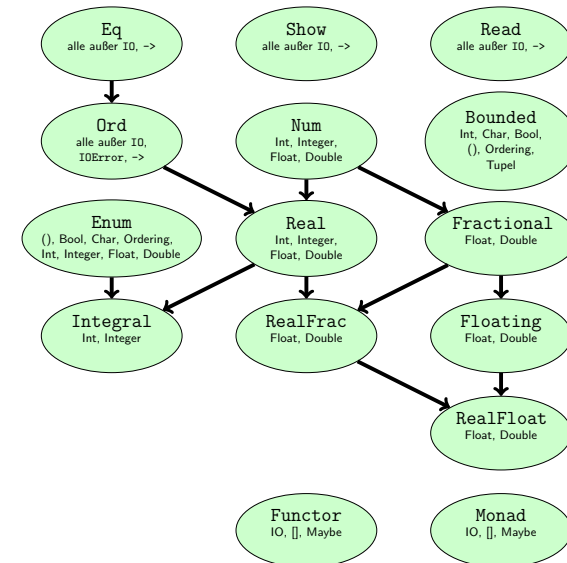 Eq
alle außer IO, ->
Show
alle außer IO, ->
Read
alle außer IO, ->
Ord
alle außer IO,
IOError, ->
Num
Int, Integer,
Float, Double
Bounded
Int, Char, Bool,
(), Ordering,
Tupel
Enum
(), Bool, Char, Ordering,
Int, Integer, Float, Double
Real
Int, Integer,
Float, Double
Fractional
Float, Double
Integral
Int, Integer
RealFrac
Float, Double
Floating
Float, Double
RealFloat
Float, Double
Functor
IO, [], Maybe
Monad
IO, [], Maybe